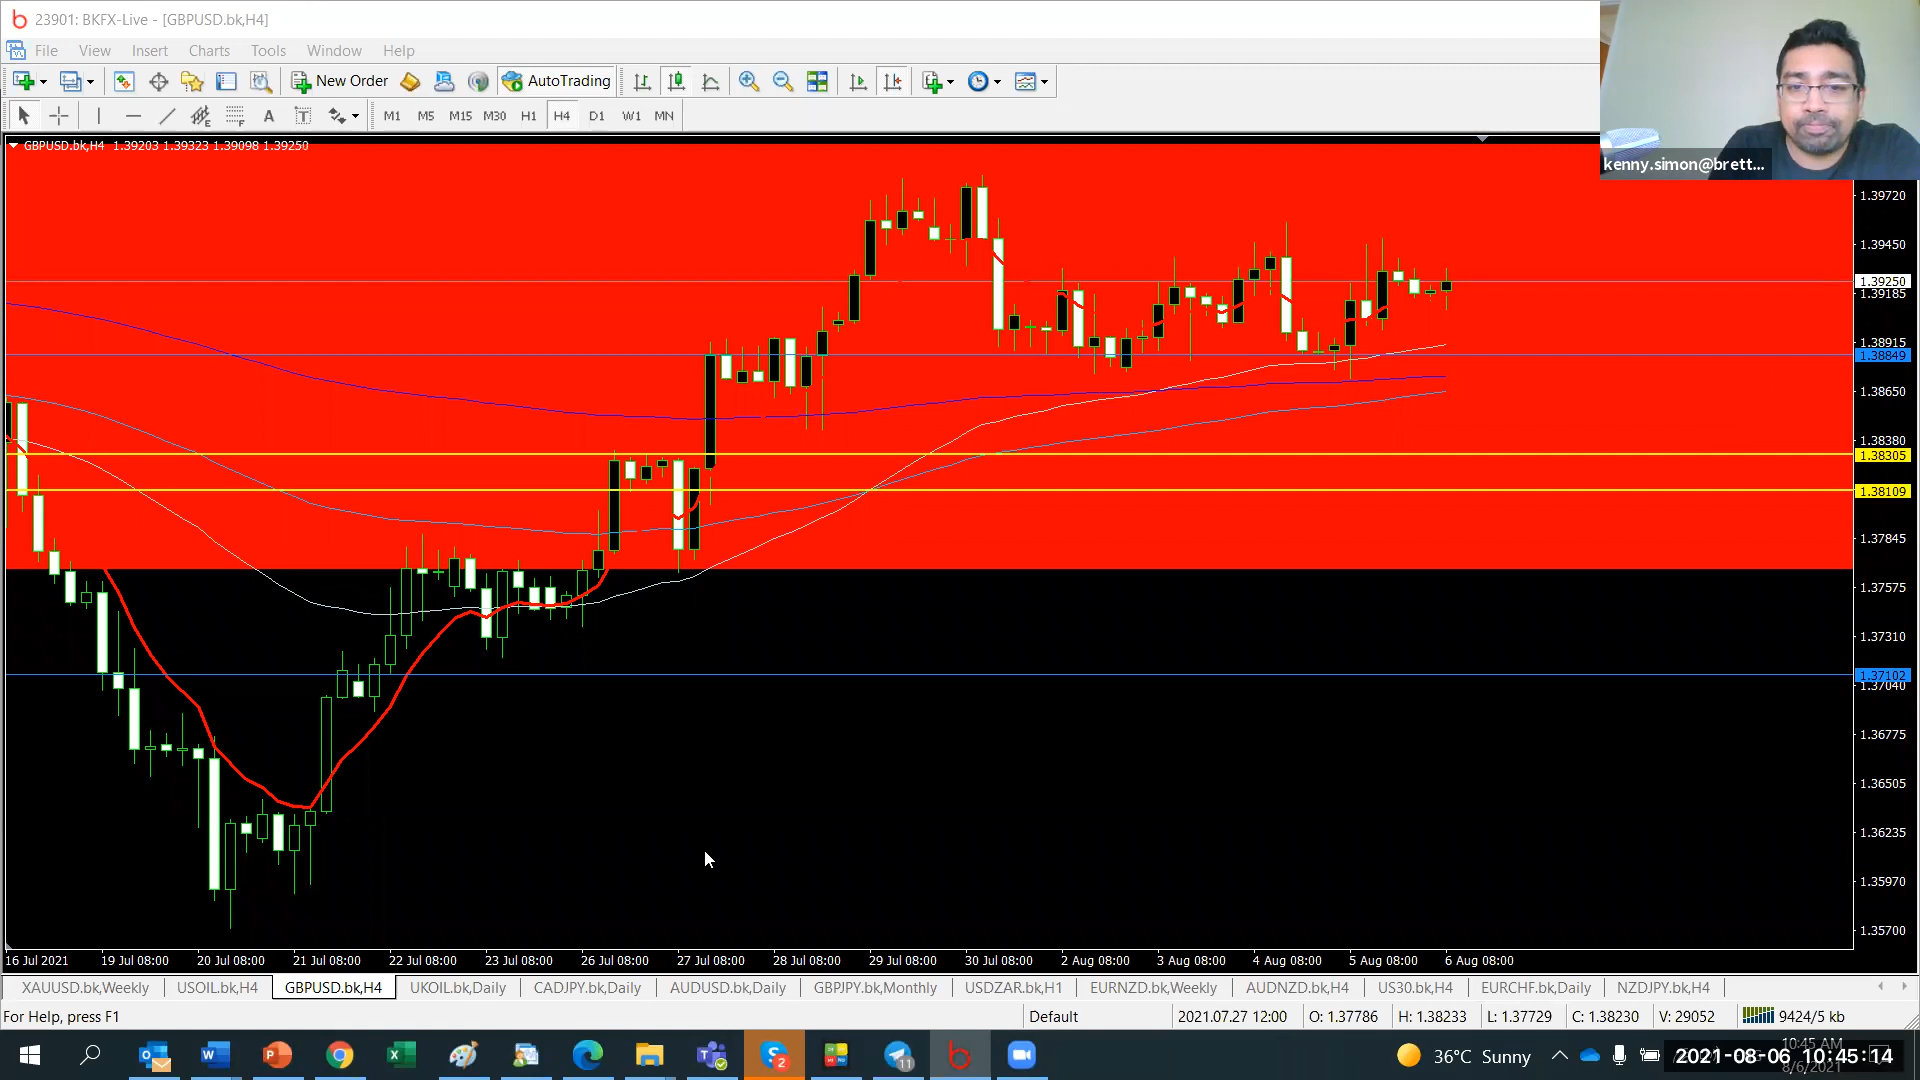 23901: BKFX-Live - [GBPUSD.bk,H4]
File View Insert Charts Tools Window Help
New Order AutoTrading
M1 M5 M15 M30 H1 H4 D1 W1 MN
kenny.simon@brett...
GBPUSD.bk,H4 1.39203 1.39323 1.39098 1.39250
1.39720
1.39450
1.39250
1.39185
1.38915
1.38849
1.38650
1.38380
1.38305
1.38109
1.37845
1.37575
1.37310
1.37102
1.37040
1.36775
1.36505
1.36235
1.35970
1.35700
16 Jul 2021 19 Jul 08:00 20 Jul 08:00 21 Jul 08:00 22 Jul 08:00 23 Jul 08:00 26 Jul 08:00 27 Jul 08:00 28 Jul 08:00 29 Jul 08:00 30 Jul 08:00 2 Aug 08:00 3 Aug 08:00 4 Aug 08:00 5 Aug 08:00 6 Aug 08:00
XAUUSD.bk,Weekly USOIL.bk,H4 GBPUSD.bk,H4 UKOIL.bk,Daily CADJPY.bk,Daily AUDUSD.bk,Daily GBPJPY.bk,Monthly USDZAR.bk,H1 EURNZD.bk,Weekly AUDNZD.bk,H4 US30.bk,H4 EURCHF.bk,Daily NZDJPY.bk,H4
For Help, press F1 Default 2021.07.27 12:00 O: 1.37786 H: 1.38233 L: 1.37729 C: 1.38230 V: 29052 9424/5 kb
36°C Sunny 10:45 AM
2021-08-06 10:45:14
8/6/2021